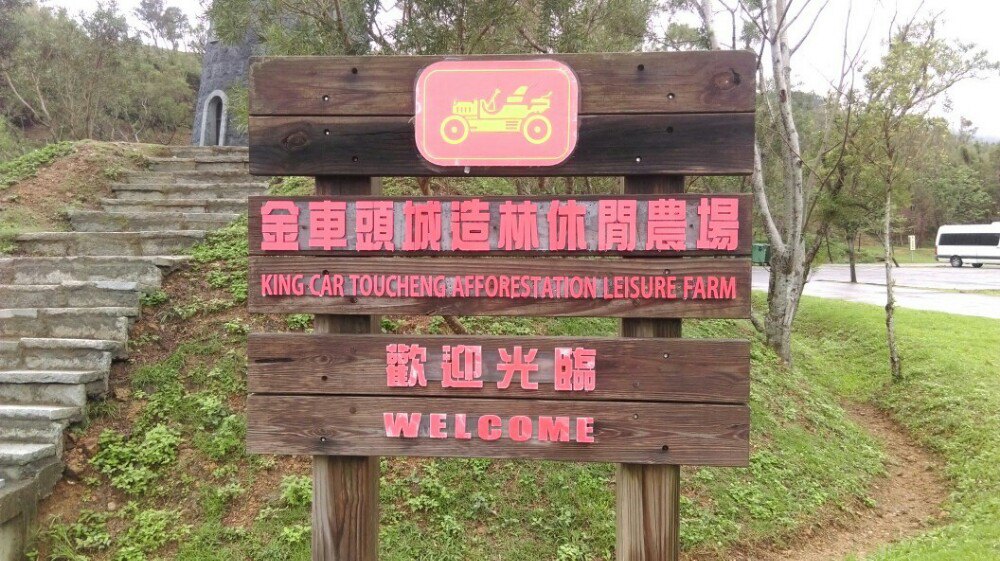 金車頭城造林休閒農場
KING CAR TOUCHENG AFFORESTATION LEISURE FARM
歡迎光臨
WELCOME